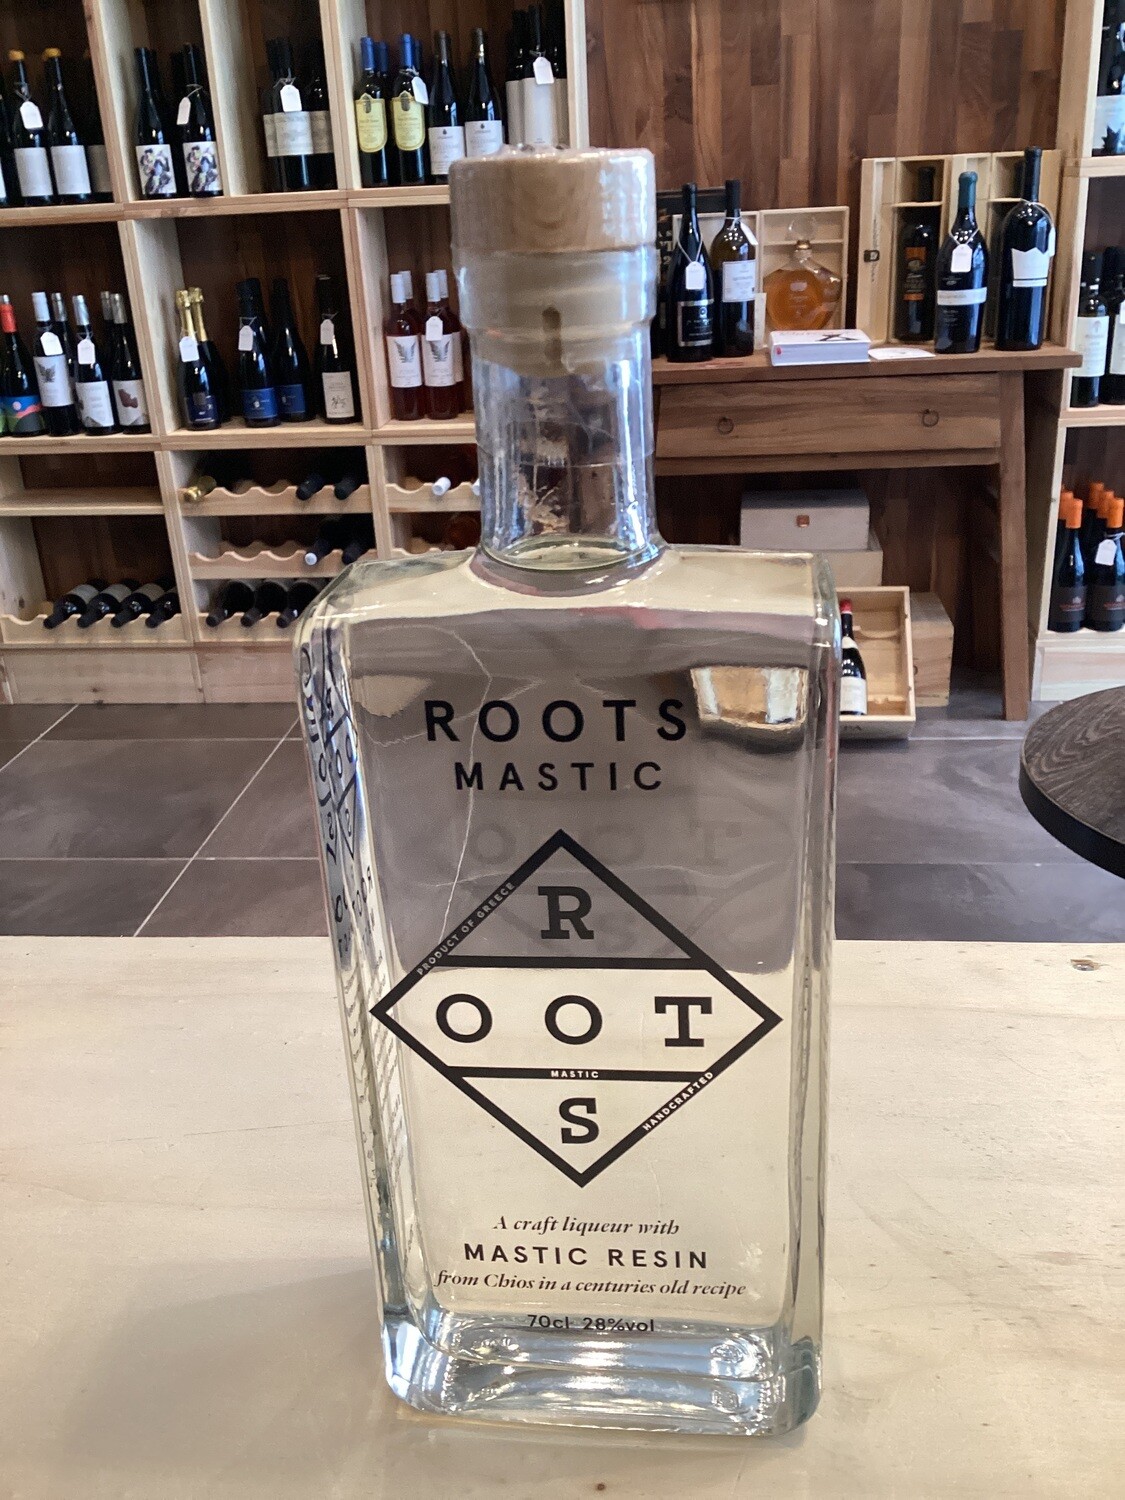 ROOTS
MASTIC
PRODUCT OF GREECE
R
OOT
MASTIC
S
HANDCRAFTED
A craft liqueur with
MASTIC RESIN
from Chios in a centuries old recipe
70cl 28%vol